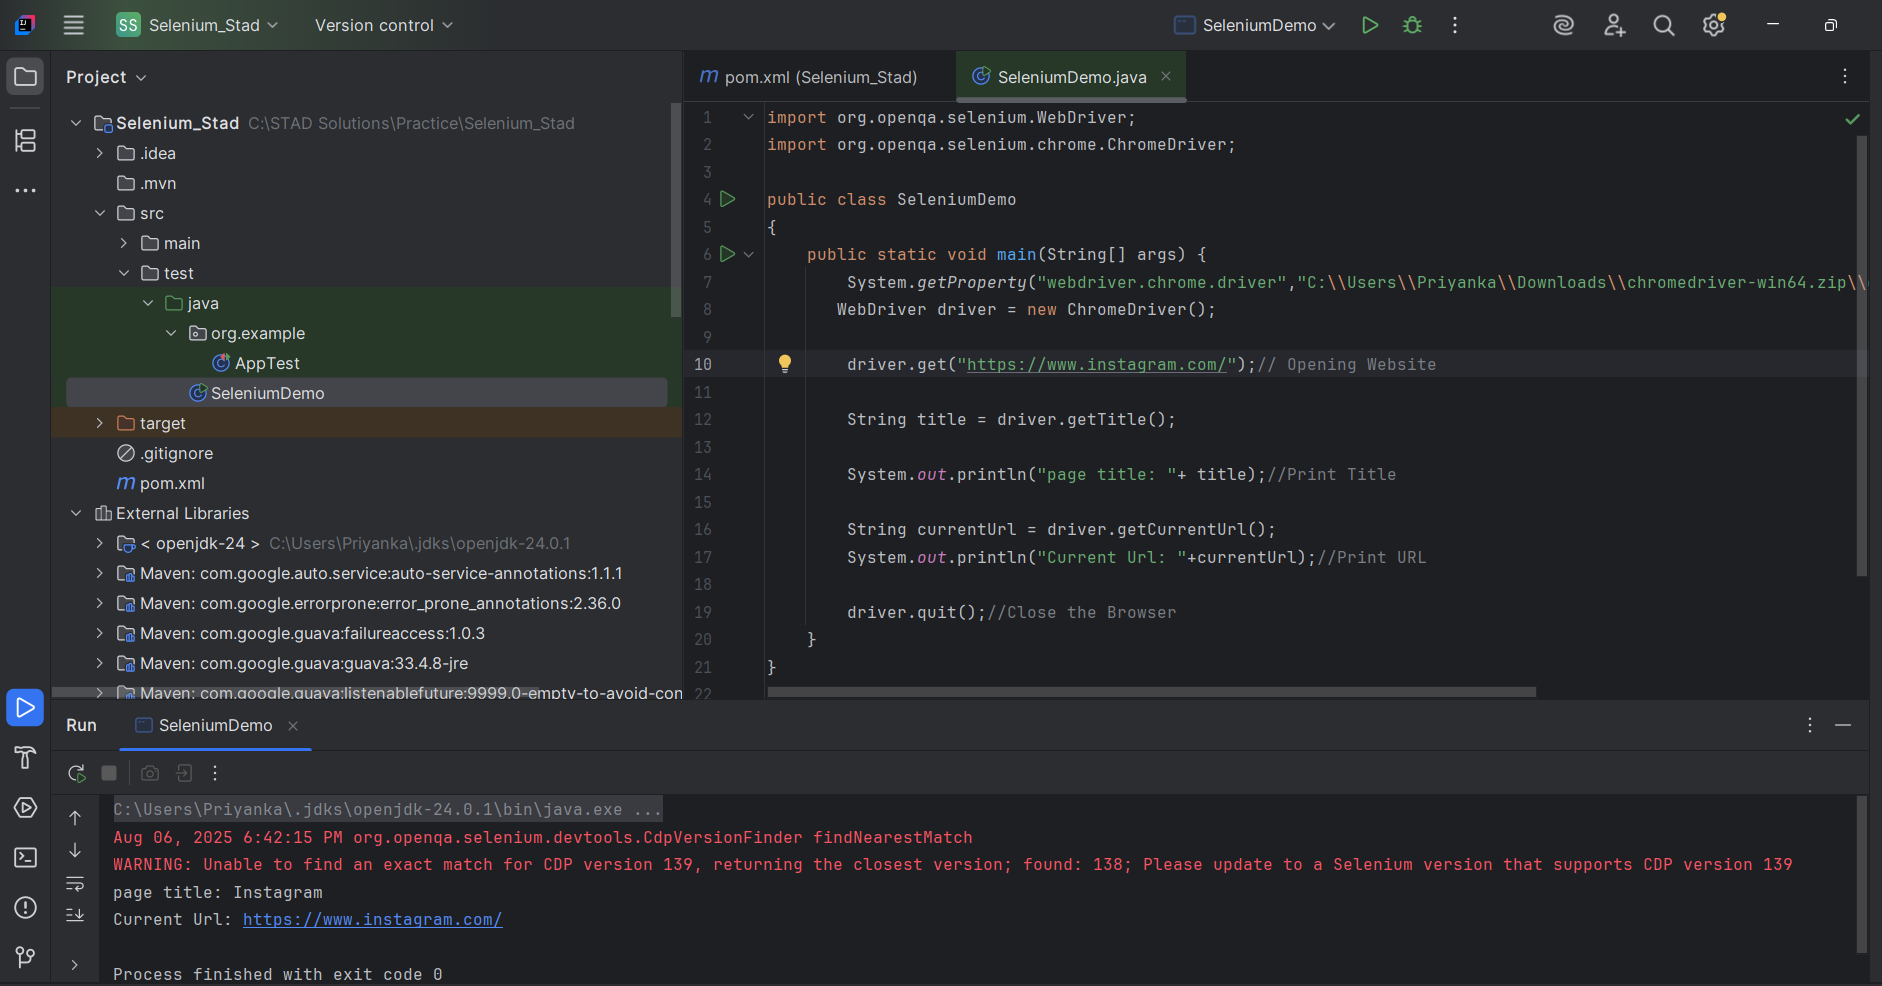 SS Selenium_Stad Version control SeleniumDemo
Project
pom.xml (Selenium_Stad) SeleniumDemo.java
Selenium_Stad C:\STAD Solutions\Practice\Selenium_Stad
.idea
.mvn
src
main
test
java
org.example
AppTest
SeleniumDemo
target
.gitignore
m pom.xml
External Libraries
< openjdk-24 > C:\Users\Priyanka\.jdks\openjdk-24.0.1
Maven: com.google.auto.service:auto-service-annotations:1.1.1
Maven: com.google.errorprone:error_prone_annotations:2.36.0
Maven: com.google.guava:failureaccess:1.0.3
Maven: com.google.guava:guava:33.4.8-jre
Maven: com.google.guava:listenablefuture:9999.0-empty-to-avoid-con
1 import org.openqa.selenium.WebDriver;
2 import org.openqa.selenium.chrome.ChromeDriver;
3
4 public class SeleniumDemo
5 {
6 public static void main(String[] args) {
7 System.getProperty("webdriver.chrome.driver","C:\\Users\\Priyanka\\Downloads\\chromedriver-win64.zip\\
8 WebDriver driver = new ChromeDriver();
9
10 driver.get("https://www.instagram.com/");// Opening Website
11
12 String title = driver.getTitle();
13
14 System.out.println("page title: "+ title);//Print Title
15
16 String currentUrl = driver.getCurrentUrl();
17 System.out.println("Current Url: "+currentUrl);//Print URL
18
19 driver.quit();//Close the Browser
20 }
21 }
22
Run SeleniumDemo
C:\Users\Priyanka\.jdks\openjdk-24.0.1\bin\java.exe ...
Aug 06, 2025 6:42:15 PM org.openqa.selenium.devtools.CdpVersionFinder findNearestMatch
WARNING: Unable to find an exact match for CDP version 139, returning the closest version; found: 138; Please update to a Selenium version that supports CDP version 139
page title: Instagram
Current Url: https://www.instagram.com/
Process finished with exit code 0